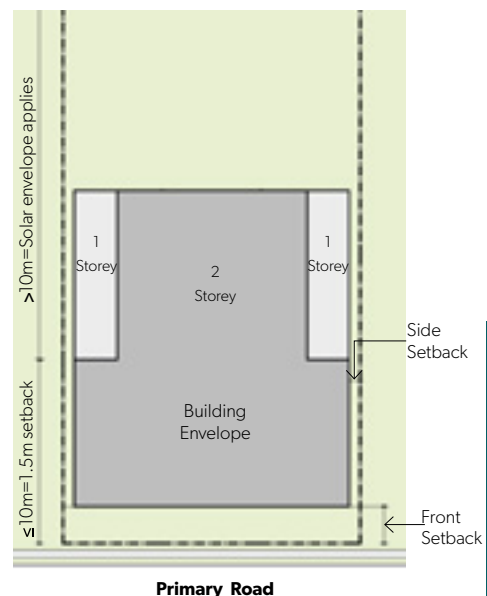 >10m=Solar envelope applies
1
Storey
2
Storey
1
Storey
Side
Setback
≤10m=1.5m setback
Building
Envelope
Front
Setback
Primary Road